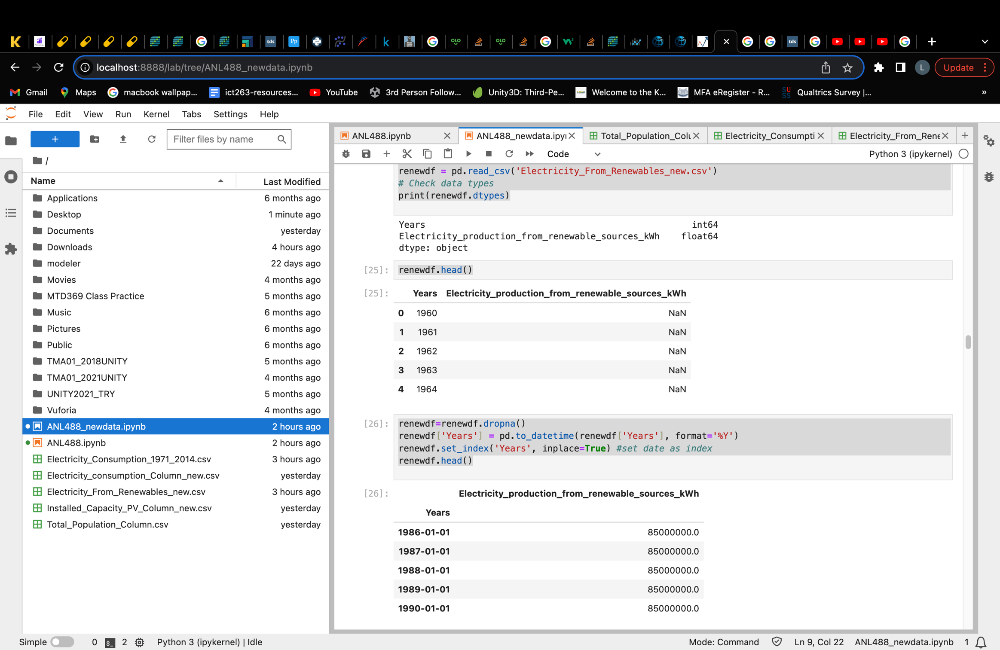 localhost:8888/lab/tree/ANL488_newdata.ipynb
L
Update
Gmail
Maps
macbook wallpap...
ict263-resources...
YouTube
3rd Person Follow...
Unity3D: Third-Pe...
Welcome to the K...
MFA eRegister - R...
Qualtrics Survey |...
»
File Edit View Run Kernel Tabs Settings Help
Filter files by name
/
Name Last Modified
Applications 6 months ago
Desktop 1 minute ago
Documents yesterday
Downloads 4 hours ago
modeler 22 days ago
Movies 4 months ago
MTD369 Class Practice 5 months ago
Music 6 months ago
Pictures 6 months ago
Public 6 months ago
TMA01_2018UNITY 5 months ago
TMA01_2021UNITY 4 months ago
UNITY2021_TRY 5 months ago
Vuforia 4 months ago
ANL488_newdata.ipynb 2 hours ago
ANL488.ipynb 2 hours ago
Electricity_Consumption_1971_2014.csv 3 hours ago
Electricity_consumption_Column_new.csv yesterday
Electricity_From_Renewables_new.csv 3 hours ago
Installed_Capacity_PV_Column_new.csv yesterday
Total_Population_Column.csv yesterday
ANL488.ipynb
ANL488_newdata.ipy
Total_Population_Colu
Electricity_Consumpti
Electricity_From_Rene
Code
Python 3 (ipykernel)
renewdf = pd.read_csv('Electricity_From_Renewables_new.csv')
# Check data types
print(renewdf.dtypes)
Years int64
Electricity_production_from_renewable_sources_kWh float64
dtype: object
[25]: renewdf.head()
[25]: Years Electricity_production_from_renewable_sources_kWh
0 1960 NaN
1 1961 NaN
2 1962 NaN
3 1963 NaN
4 1964 NaN
[26]: renewdf=renewdf.dropna()
renewdf['Years'] = pd.to_datetime(renewdf['Years'], format='%Y')
renewdf.set_index('Years', inplace=True) #set date as index
renewdf.head()
[26]: Electricity_production_from_renewable_sources_kWh
Years
1986-01-01 85000000.0
1987-01-01 85000000.0
1988-01-01 85000000.0
1989-01-01 85000000.0
1990-01-01 85000000.0
Simple 0 2 Python 3 (ipykernel) | Idle
Mode: Command Ln 9, Col 22 ANL488_newdata.ipynb 1